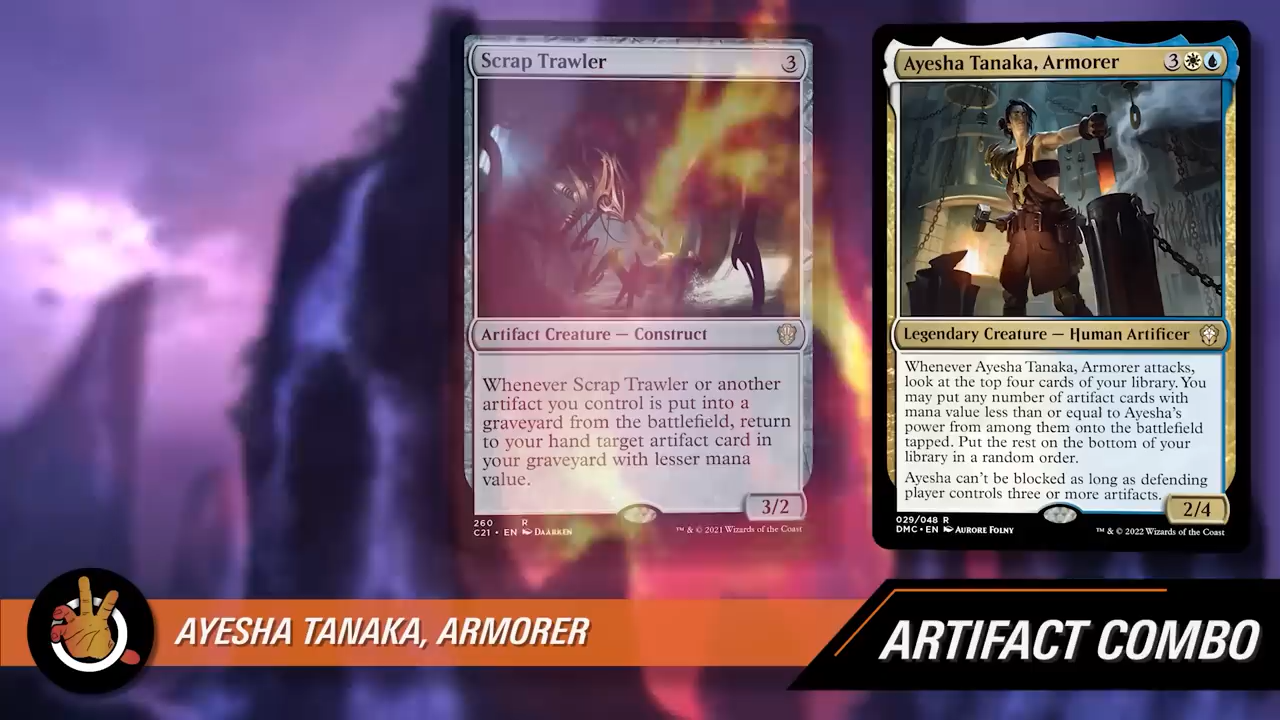 Scrap Trawler 3
Artifact Creature — Construct
Whenever Scrap Trawler or another
artifact you control is put into a
graveyard from the battlefield, return
to your hand target artifact card in
your graveyard with lesser mana
value.
3/2
260 R
C21 • EN DAARKEN
™ & © 2021 Wizards of the Coast
Ayesha Tanaka, Armorer 3
Legendary Creature — Human Artificer
Whenever Ayesha Tanaka, Armorer attacks,
look at the top four cards of your library. You
may put any number of artifact cards with
mana value less than or equal to Ayesha's
power from among them onto the battlefield
tapped. Put the rest on the bottom of your
library in a random order.
Ayesha can't be blocked as long as defending
player controls three or more artifacts.
2/4
029/048 R
DMC • EN AURORE FOLNY
™ & © 2022 Wizards of the Coast
AYESHA TANAKA, ARMORER
ARTIFACT COMBO